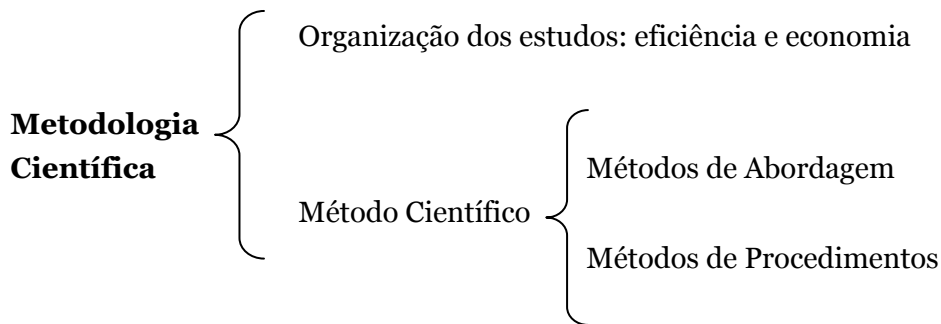 Organização dos estudos: eficiência e economia
Metodologia
Científica
Métodos de Abordagem
Método Científico
Métodos de Procedimentos